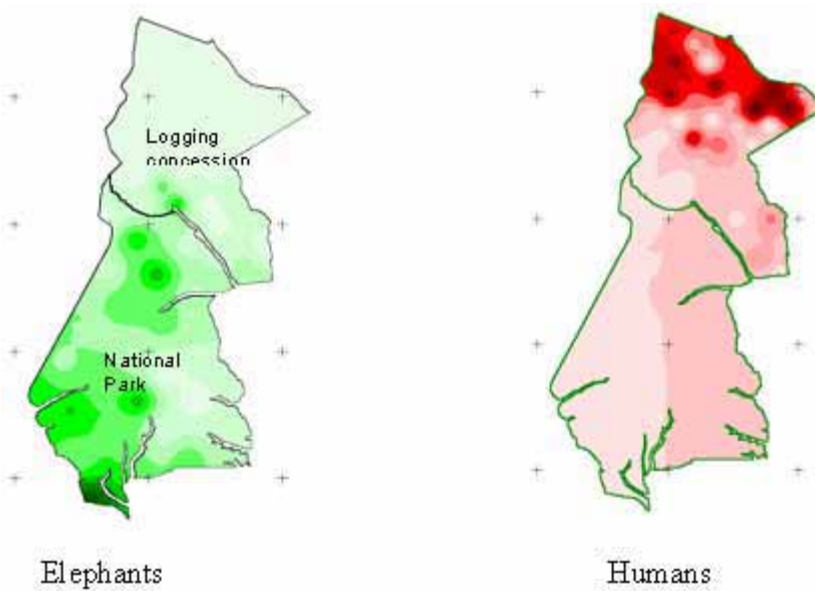 Logging
concession
National
Park
Elephants
Humans